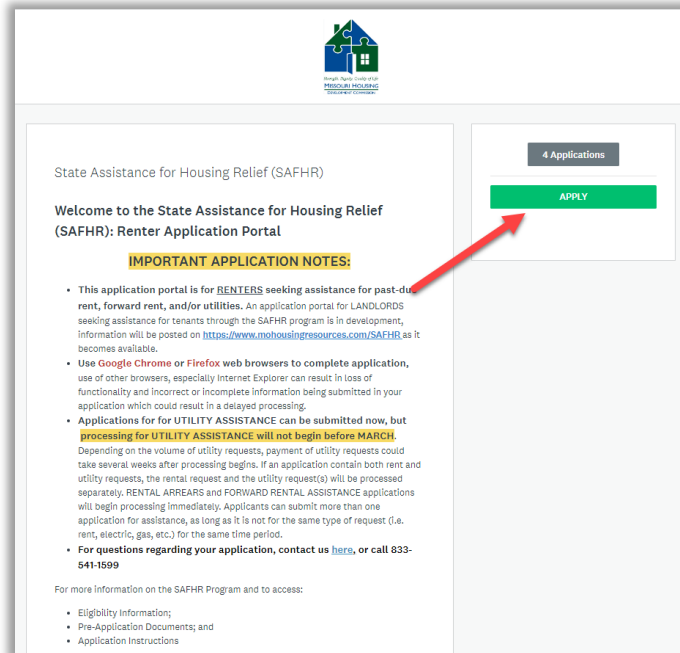 Strength, Dignity, Quality of Life
MISSOURI HOUSING
DEVELOPMENT COMMISSION
4 Applications
APPLY
State Assistance for Housing Relief (SAFHR)
Welcome to the State Assistance for Housing Relief
(SAFHR): Renter Application Portal
IMPORTANT APPLICATION NOTES:
• This application portal is for RENTERS seeking assistance for past-due
rent, forward rent, and/or utilities. An application portal for LANDLORDS
seeking assistance for tenants through the SAFHR program is in development,
information will be posted on https://www.mohousingresources.com/SAFHR as it
becomes available.
• Use Google Chrome or Firefox web browsers to complete application,
use of other browsers, especially Internet Explorer can result in loss of
functionality and incorrect or incomplete information being submitted in your
application which could result in a delayed processing.
• Applications for for UTILITY ASSISTANCE can be submitted now, but
processing for UTILITY ASSISTANCE will not begin before MARCH.
Depending on the volume of utility requests, payment of utility requests could
take several weeks after processing begins. If an application contain both rent and
utility requests, the rental request and the utility request(s) will be processed
separately. RENTAL ARREARS and FORWARD RENTAL ASSISTANCE applications
will begin processing immediately. Applicants can submit more than one
application for assistance, as long as it is not for the same type of request (i.e.
rent, electric, gas, etc.) for the same time period.
• For questions regarding your application, contact us here, or call 833-
541-1599
For more information on the SAFHR Program and to access:
• Eligibility Information;
• Pre-Application Documents; and
• Application Instructions